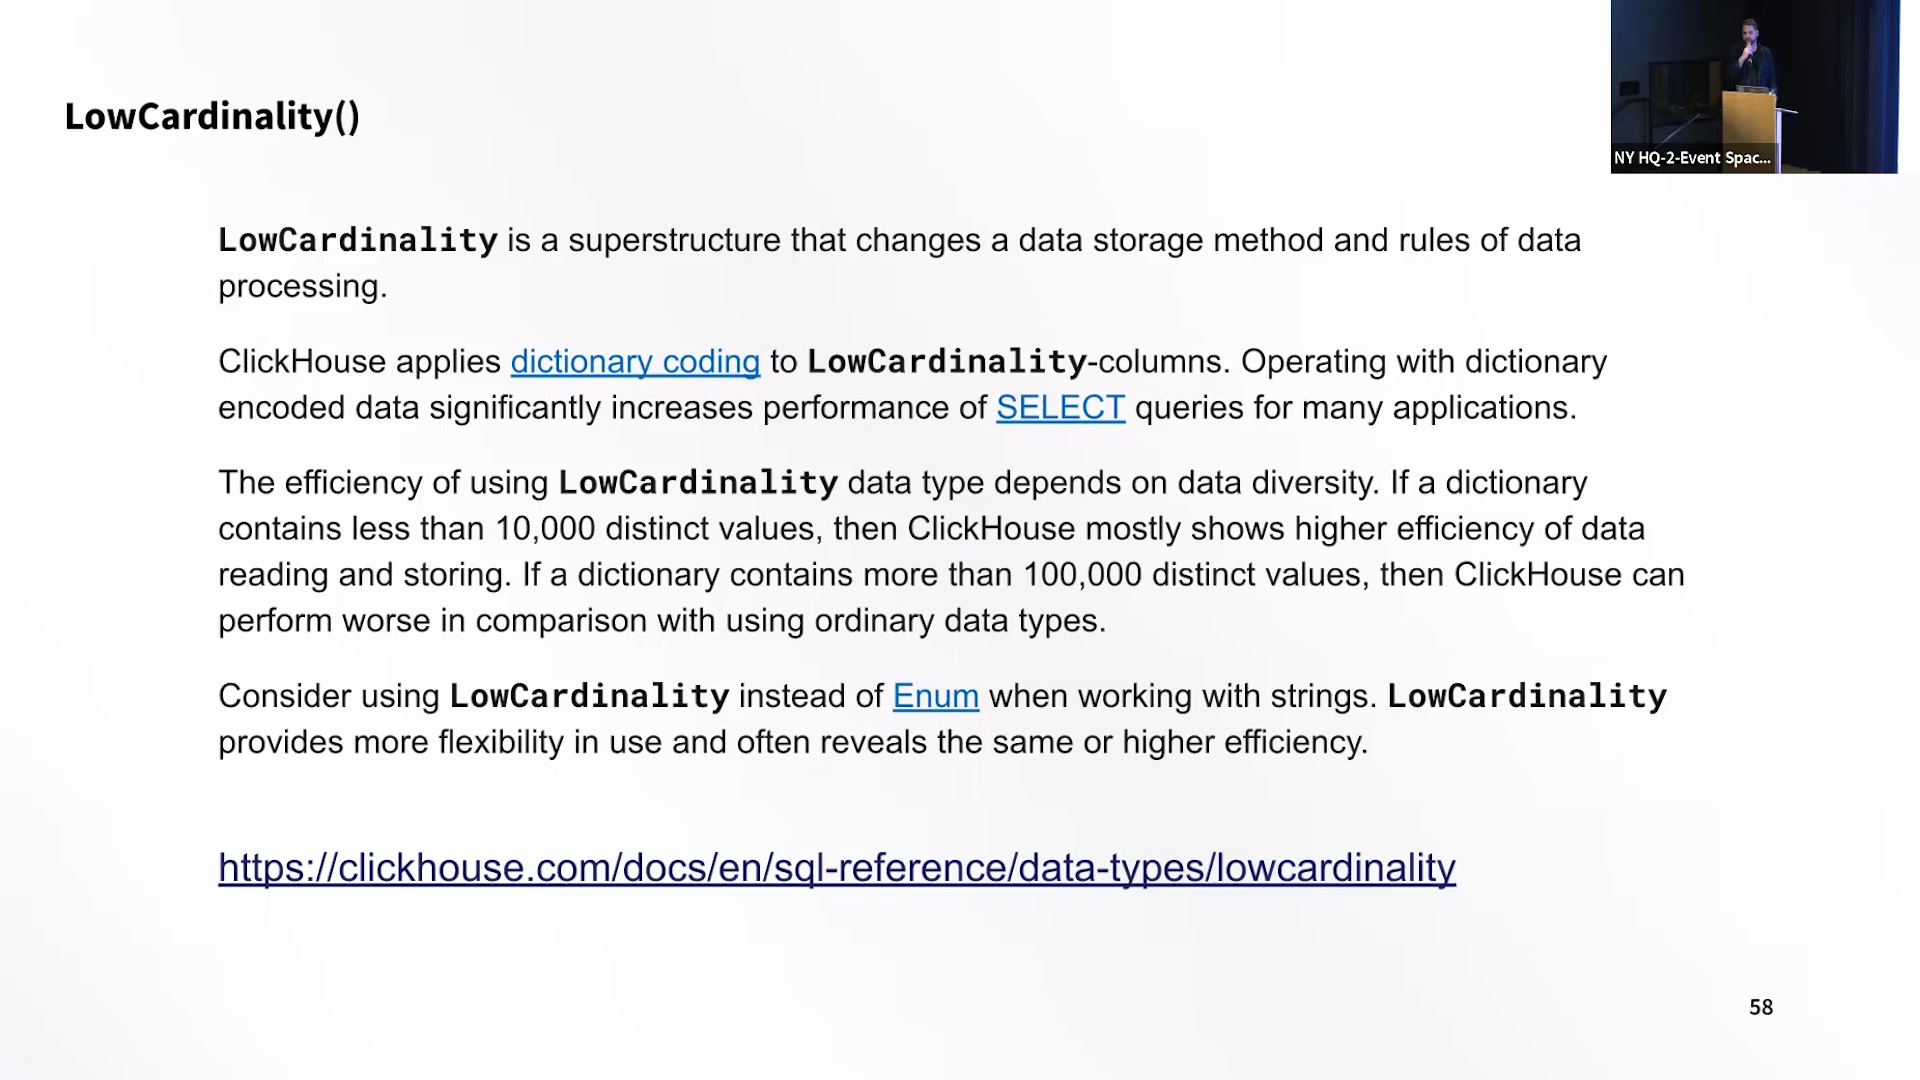 LowCardinality()
NY HQ-2-Event Spac...
LowCardinality is a superstructure that changes a data storage method and rules of data
processing.
ClickHouse applies dictionary coding to LowCardinality-columns. Operating with dictionary
encoded data significantly increases performance of SELECT queries for many applications.
The efficiency of using LowCardinality data type depends on data diversity. If a dictionary
contains less than 10,000 distinct values, then ClickHouse mostly shows higher efficiency of data
reading and storing. If a dictionary contains more than 100,000 distinct values, then ClickHouse can
perform worse in comparison with using ordinary data types.
Consider using LowCardinality instead of Enum when working with strings. LowCardinality
provides more flexibility in use and often reveals the same or higher efficiency.
https://clickhouse.com/docs/en/sql-reference/data-types/lowcardinality
58